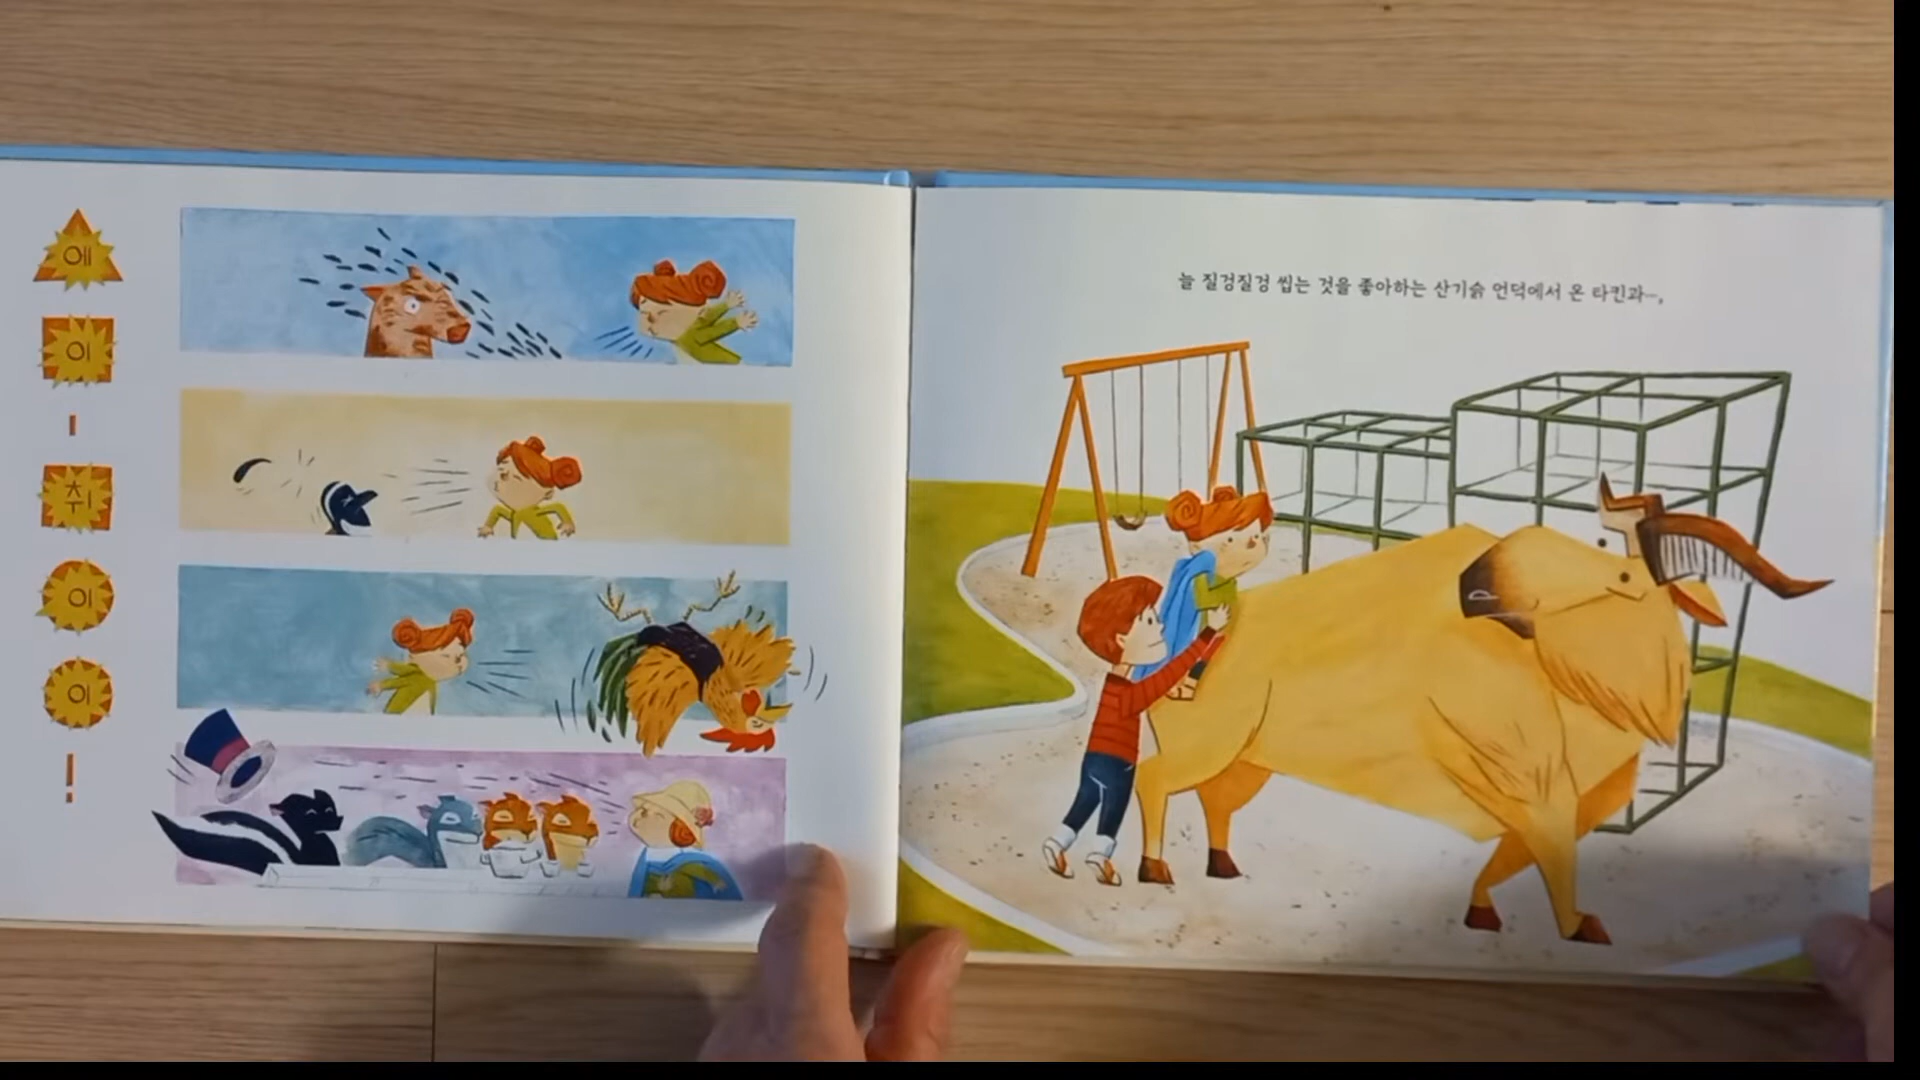 에
이
-
취
이
이
!
늘 질겅질겅 씹는 것을 좋아하는 산기슭 언덕에서 온 타킨과—,